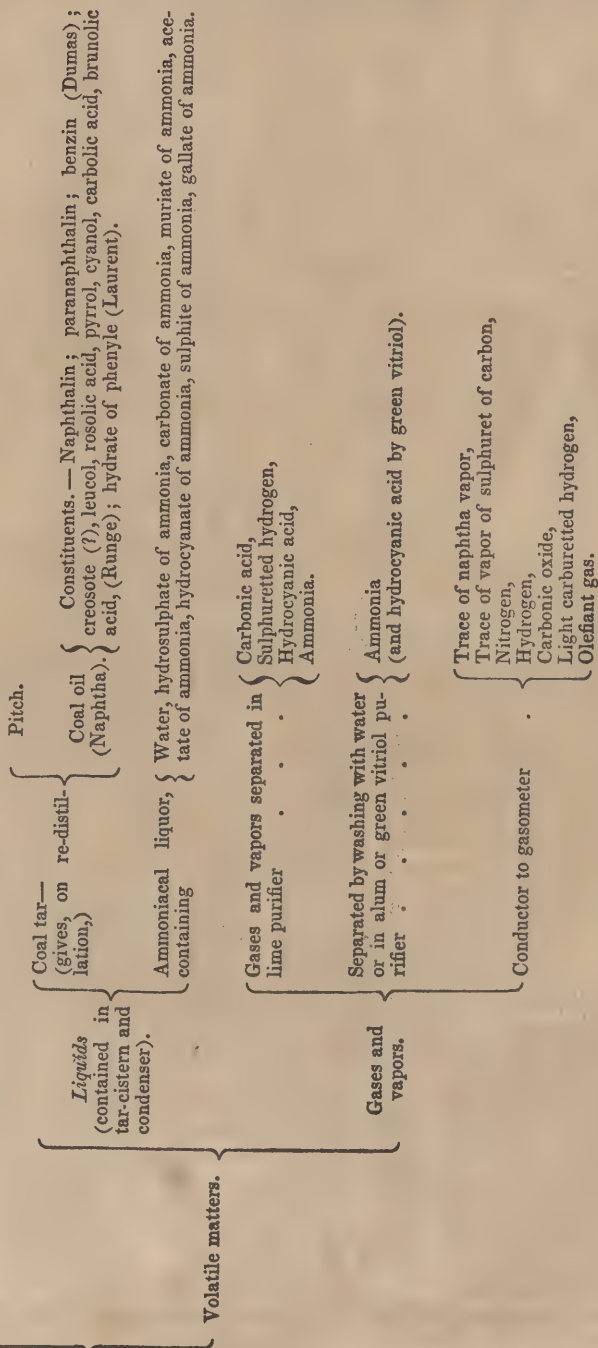 Volatile matters.
Liquids
(contained in
tar-cistern and
condenser).
Coal tar—
(gives, on re-distil-
lation,)
Pitch.
Coal oil
(Naphtha).
Constituents. — Naphthalin; paranaphthalin; benzin (Dumas);
creosote (?), leucol, rosolic acid, pyrrol, cyanol, carbolic acid, brunolic
acid, (Runge); hydrate of phenyle (Laurent).
Ammoniacal liquor,
containing
Water, hydrosulphate of ammonia, carbonate of ammonia, muriate of ammonia, ace-
tate of ammonia, hydrocyanate of ammonia, sulphite of ammonia, gallate of ammonia.
Gases and
vapors.
Gases and vapors separated in
lime purifier . . .
Carbonic acid,
Sulphuretted hydrogen,
Hydrocyanic acid,
Ammonia.
Separated by washing with water
or in alum or green vitriol pu-
rifier . . . . . .
Ammonia
(and hydrocyanic acid by green vitriol).
Conductor to gasometer .
Trace of naphtha vapor,
Trace of vapor of sulphuret of carbon,
Nitrogen,
Hydrogen,
Carbonic oxide,
Light carburetted hydrogen,
Olefiant gas.